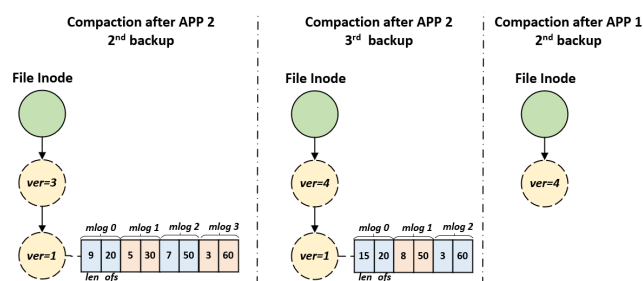 Compaction after APP 2
2nd backup
File Inode
ver=3
ver=1
mlog 0 mlog 1 mlog 2 mlog 3
9 20 5 30 7 50 3 60
len ofs
Compaction after APP 2
3rd backup
File Inode
ver=4
ver=1
mlog 0 mlog 1 mlog 2
15 20 8 50 3 60
len ofs
Compaction after APP 1
2nd backup
File Inode
ver=4